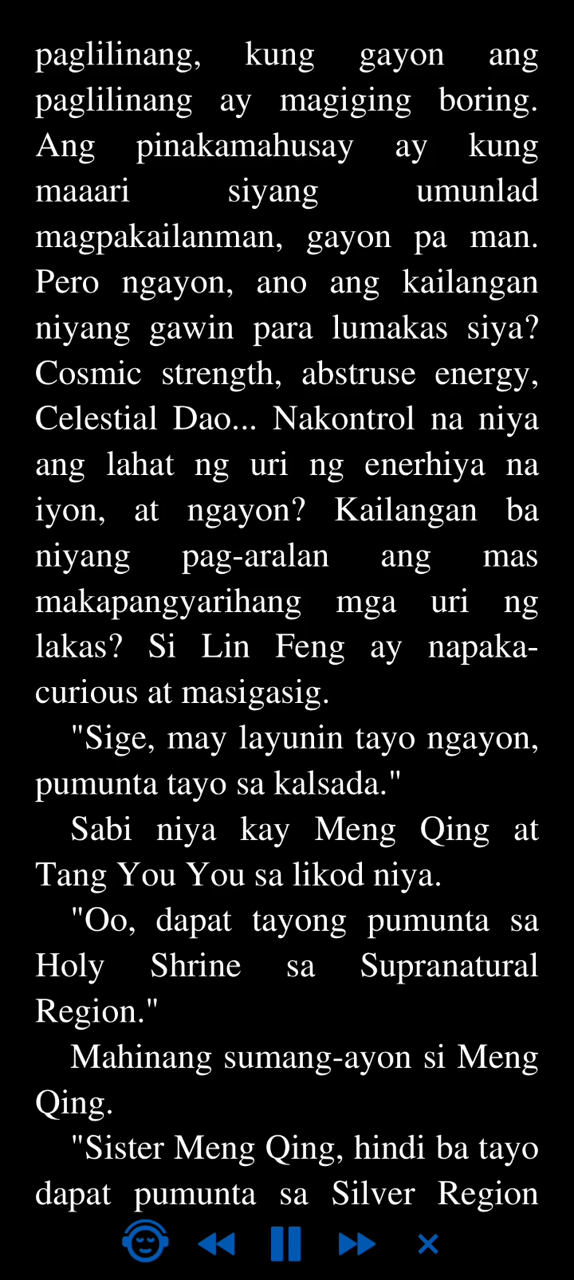 paglilinang, kung gayon ang
paglilinang ay magiging boring.
Ang pinakamahusay ay kung
maaari siyang umunlad
magpakailanman, gayon pa man.
Pero ngayon, ano ang kailangan
niyang gawin para lumakas siya?
Cosmic strength, abstruse energy,
Celestial Dao... Nakontrol na niya
ang lahat ng uri ng enerhiya na
iyon, at ngayon? Kailangan ba
niyang pag-aralan ang mas
makapangyarihang mga uri ng
lakas? Si Lin Feng ay napaka-
curious at masigasig.
"Sige, may layunin tayo ngayon,
pumunta tayo sa kalsada."
Sabi niya kay Meng Qing at
Tang You You sa likod niya.
"Oo, dapat tayong pumunta sa
Holy Shrine sa Supranatural
Region."
Mahinang sumang-ayon si Meng
Qing.
"Sister Meng Qing, hindi ba tayo
dapat pumunta sa Silver Region